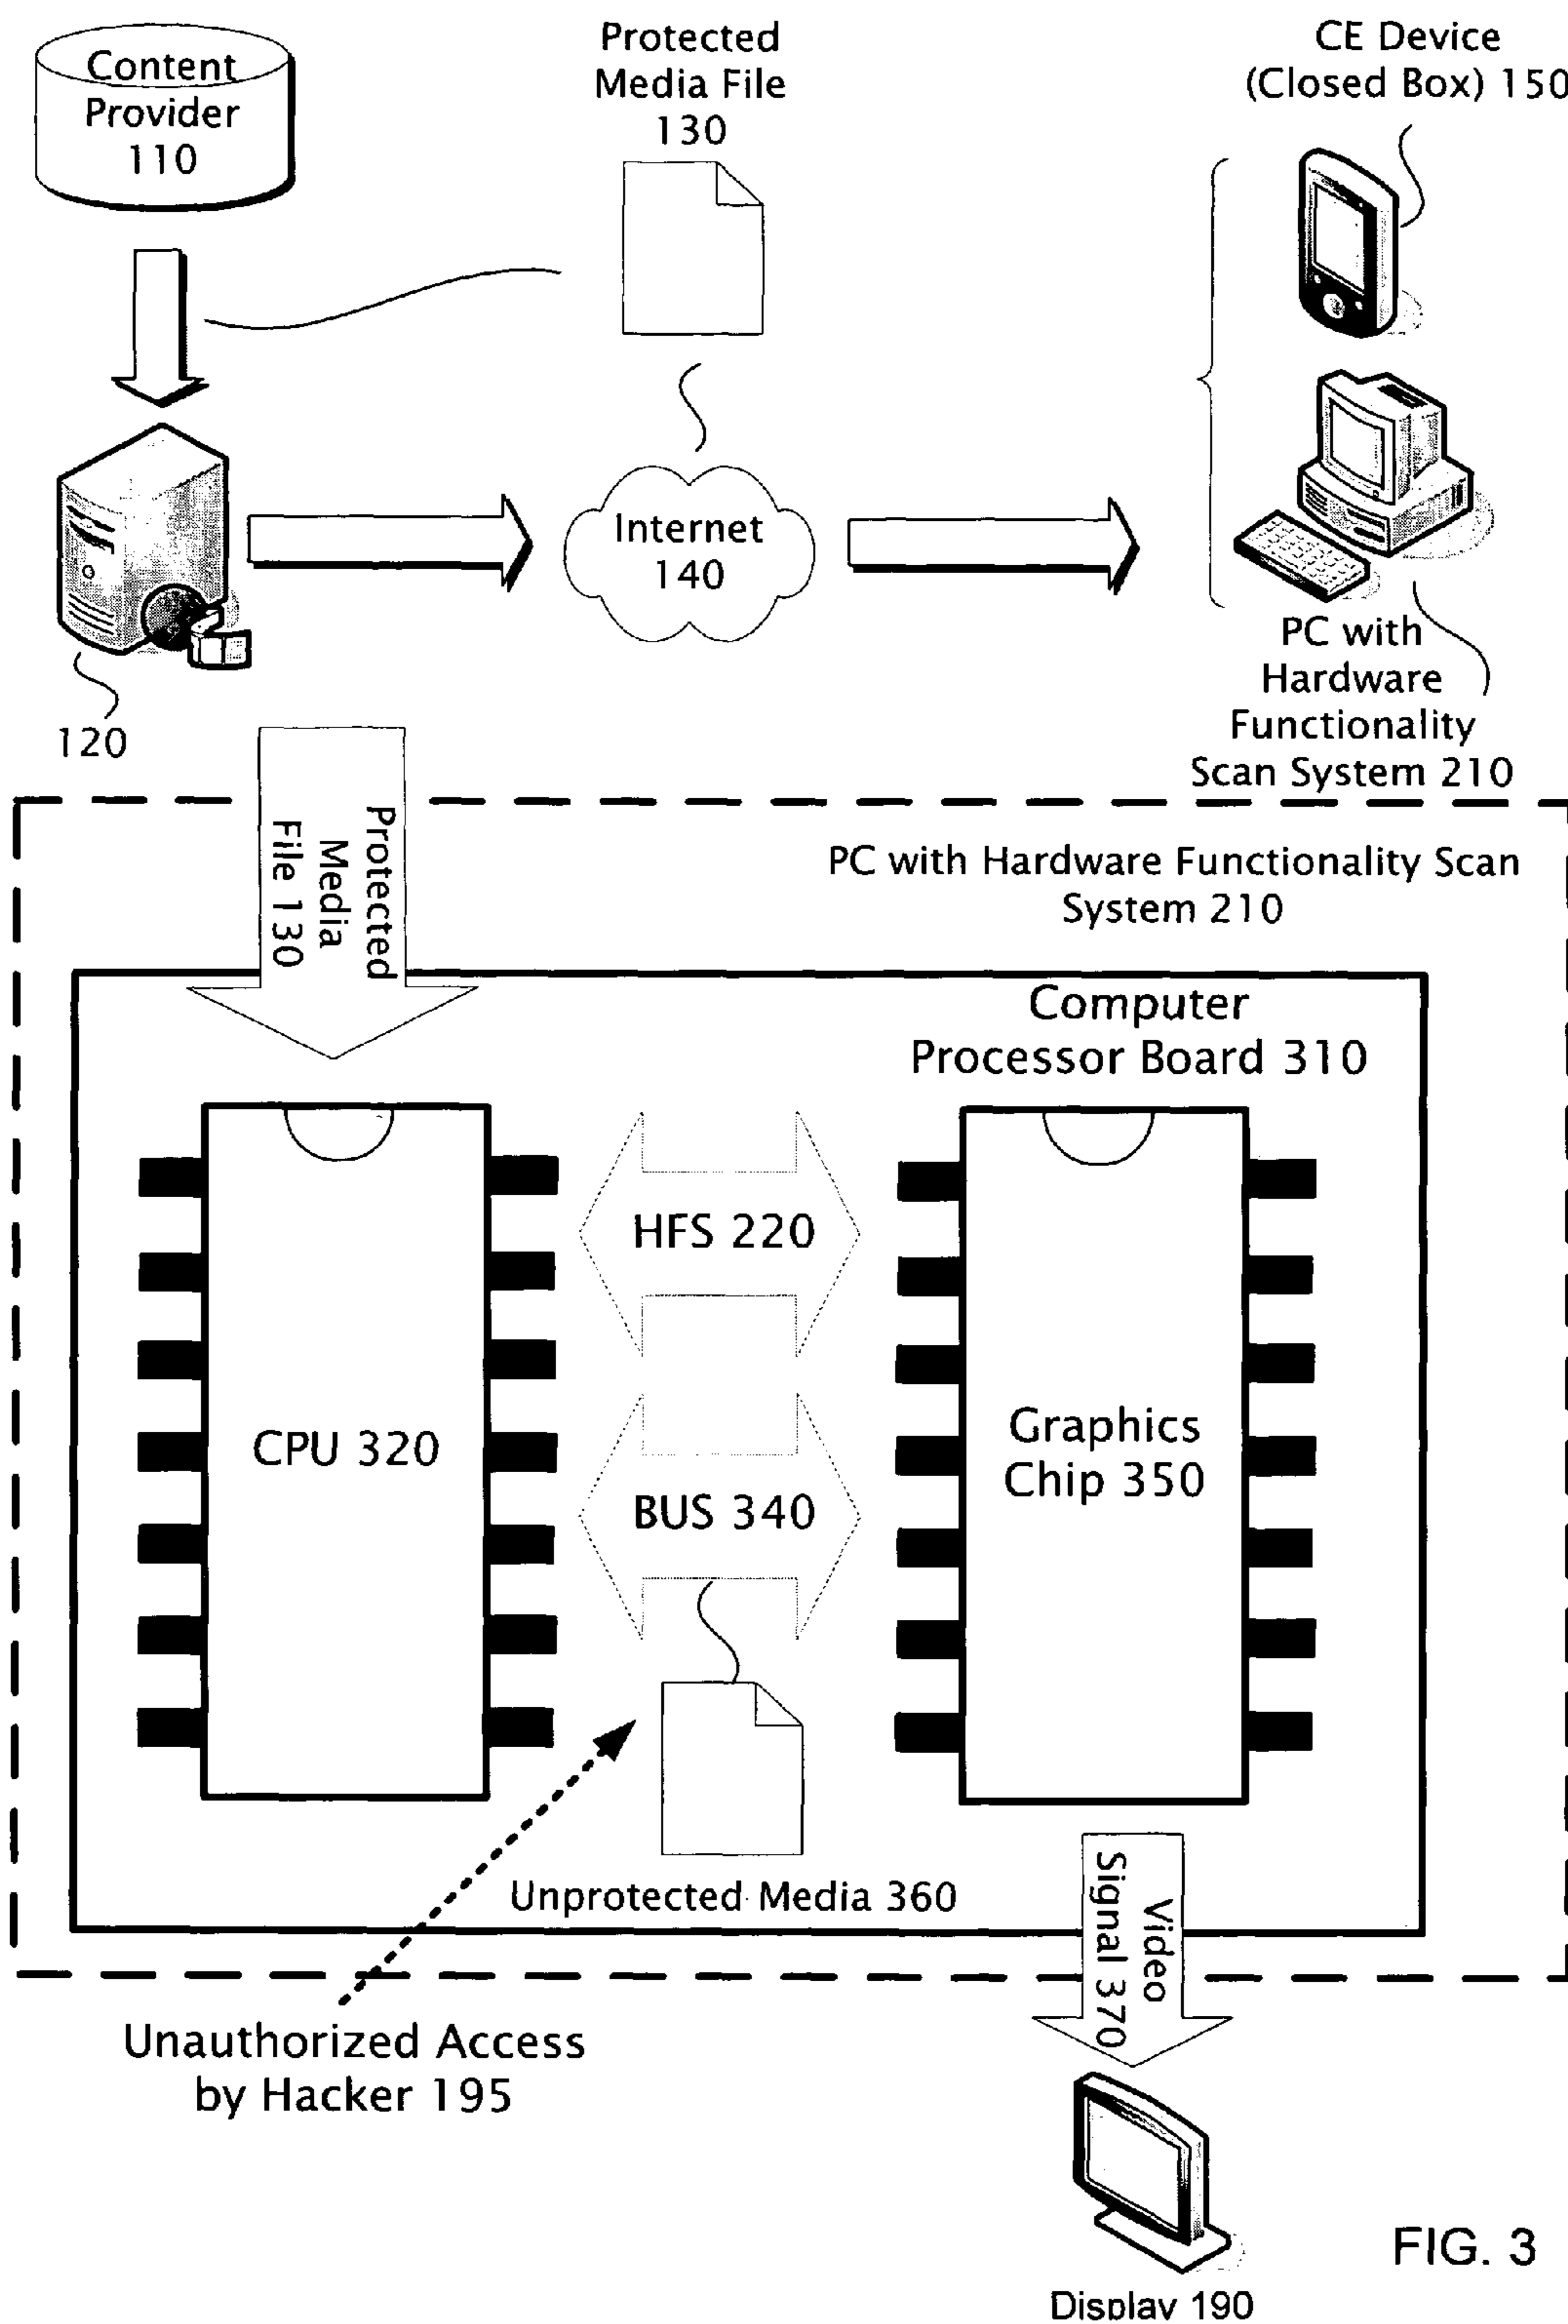 Content
Provider
110
Protected
Media File
130
CE Device
(Closed Box) 150
Internet
140
120
PC with
Hardware
Functionality
Scan System 210
Protected
Media
File 130
PC with Hardware Functionality Scan
System 210
Computer
Processor Board 310
HFS 220
CPU 320
Graphics
Chip 350
BUS 340
Unprotected Media 360
Video
Signal 370
Unauthorized Access
by Hacker 195
FIG. 3
Display 190